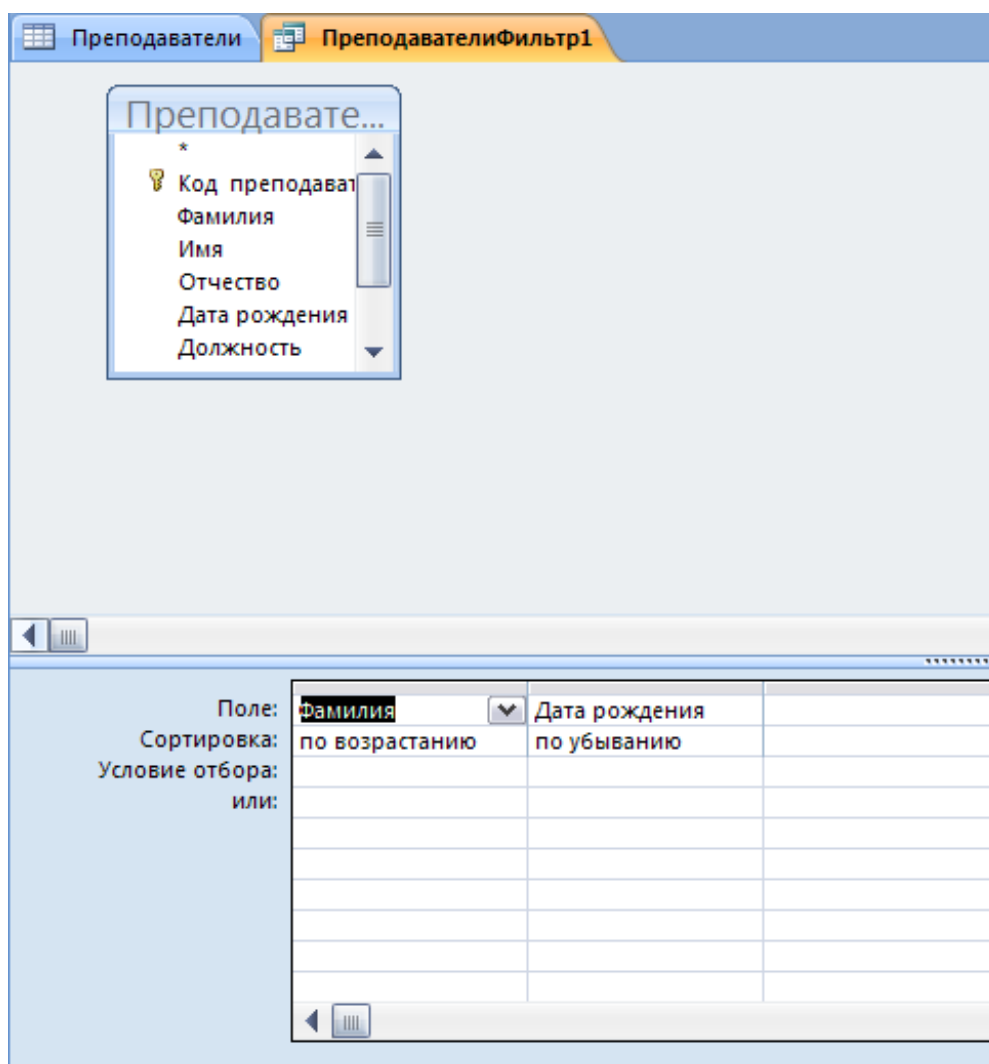 Преподаватели ПреподавателиФильтр1
Преподавате...
*
Код преподават
Фамилия
Имя
Отчество
Дата рождения
Должность
Поле: Фамилия Дата рождения
Сортировка: по возрастанию по убыванию
Условие отбора:
или: